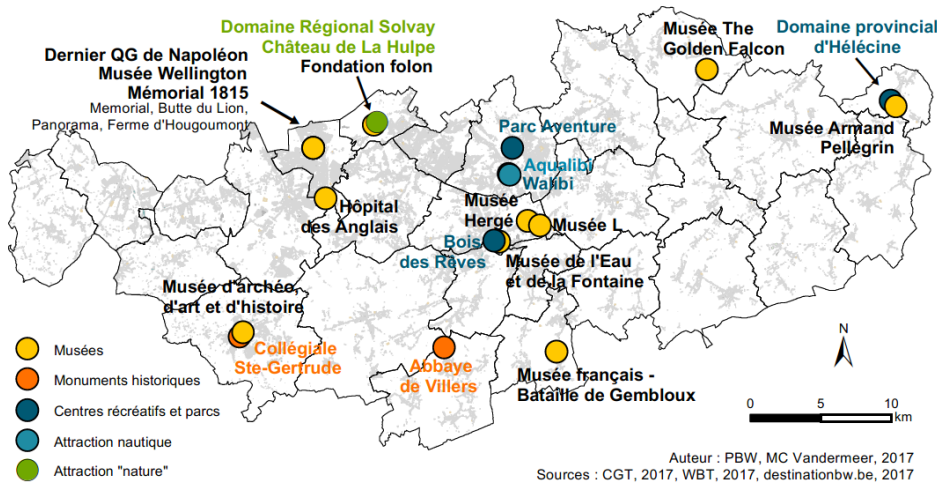 Domaine Régional Solvay
Château de La Hulpe
Fondation folon
Dernier QG de Napoléon
Musée Wellington
Mémorial 1815
Memorial, Butte du Lion,
Panorama, Ferme d'Hougoumont
Musée The
Golden Falcon
Domaine provincial
d'Hélécine
Musée Armand
Pellegrin
Parc Aventure
Aqualibi
Walibi
Hôpital
des Anglais
Musée
Hergé
Musée L
Bois
des Rêves
Musée de l'Eau
et de la Fontaine
Musée d'archéo,
d'art et d'histoire
Collégiale
Ste-Gertrude
Abbaye
de Villers
Musée français -
Bataille de Gembloux
Musées
Monuments historiques
Centres récréatifs et parcs
Attraction nautique
Attraction "nature"
N
0 5 10
km
Auteur : PBW, MC Vandermeer, 2017
Sources : CGT, 2017, WBT, 2017, destinationbw.be, 2017